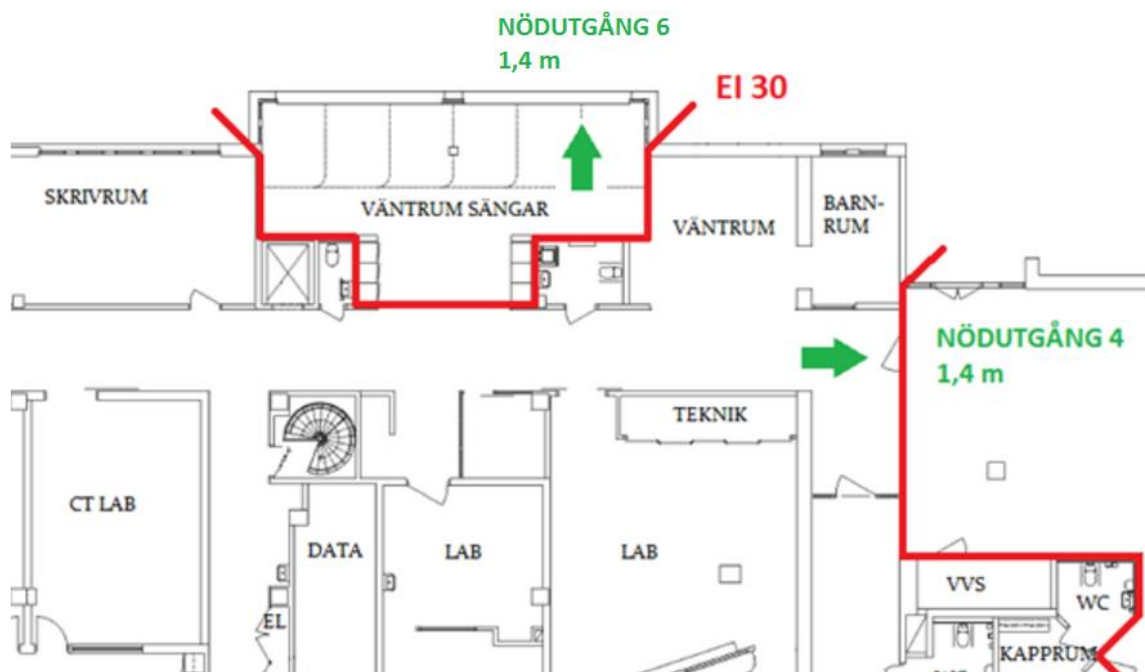 NÖDUTGÅNG 6
1,4 m
EI 30
SKRIVRUM
VÄNTRUM SÄNGAR
VÄNTRUM
BARN-
RUM
NÖDUTGÅNG 4
1,4 m
TEKNIK
CT LAB
DATA
LAB
LAB
EL
VVS
WC
KAPPRUM